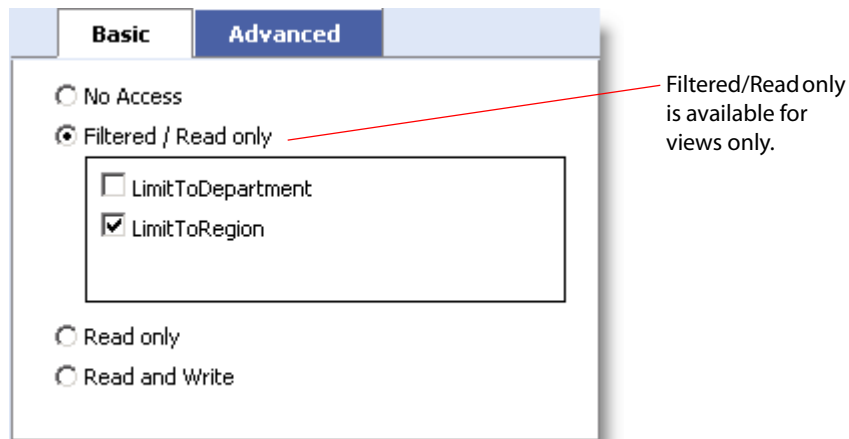 Basic Advanced
No Access
Filtered / Read only
LimitToDepartment
LimitToRegion
Read only
Read and Write
Filtered/Read only
is available for
views only.